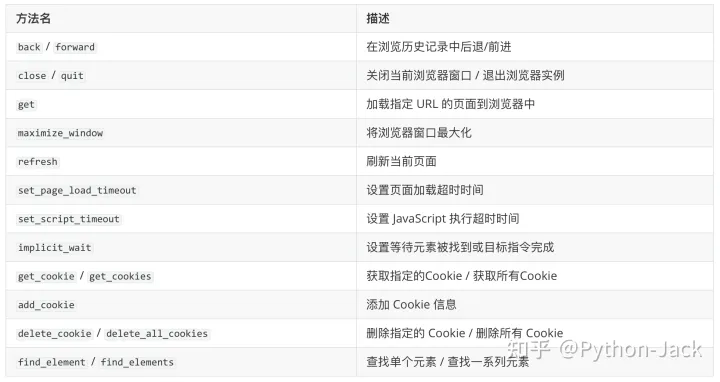 方法名 描述
back / forward 在浏览历史记录中后退/前进
close / quit 关闭当前浏览器窗口 / 退出浏览器实例
get 加载指定 URL 的页面到浏览器中
maximize_window 将浏览器窗口最大化
refresh 刷新当前页面
set_page_load_timeout 设置页面加载超时时间
set_script_timeout 设置 JavaScript 执行超时时间
implicit_wait 设置等待元素被找到或目标指令完成
get_cookie / get_cookies 获取指定的Cookie / 获取所有Cookie
add_cookie 添加 Cookie 信息
delete_cookie / delete_all_cookies 删除指定的 Cookie / 删除所有 Cookie
find_element / find_elements 查找单个元素 / 查找一系列元素
知乎 @Python-Jack